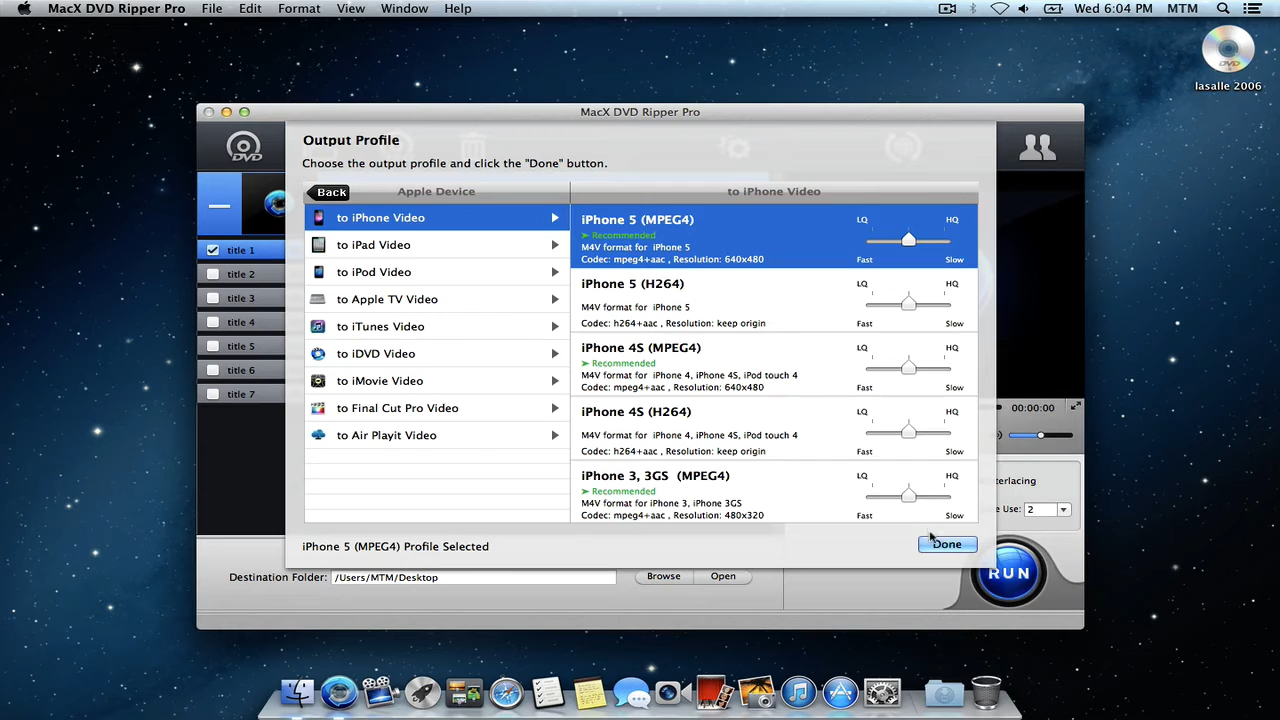 MacX DVD Ripper Pro File Edit Format View Window Help Wed 6:04 PM MTM
DVD
lasalle 2006
MacX DVD Ripper Pro
DVD
Output Profile
Choose the output profile and click the "Done" button.
Back Apple Device to iPhone Video
to iPhone Video
to iPad Video
to iPod Video
to Apple TV Video
to iTunes Video
to iDVD Video
to iMovie Video
to Final Cut Pro Video
to Air Playit Video
iPhone 5 (MPEG4) LQ HQ
➤ Recommended
M4V format for iPhone 5
Codec: mpeg4+aac , Resolution: 640x480 Fast Slow
iPhone 5 (H264) LQ HQ
M4V format for iPhone 5
Codec: h264+aac , Resolution: keep origin Fast Slow
iPhone 4S (MPEG4) LQ HQ
➤ Recommended
M4V format for iPhone 4, iPhone 4S, iPod touch 4
Codec: mpeg4+aac , Resolution: 640x480 Fast Slow
iPhone 4S (H264) LQ HQ
M4V format for iPhone 4, iPhone 4S, iPod touch 4
Codec: h264+aac , Resolution: keep origin Fast Slow
iPhone 3, 3GS (MPEG4) LQ HQ
➤ Recommended
M4V format for iPhone 3, iPhone 3GS
Codec: mpeg4+aac , Resolution: 480x320 Fast Slow
title 1
title 2
title 3
title 4
title 5
title 6
title 7
00:00:00
Use: 2
iPhone 5 (MPEG4) Profile Selected
Done
Destination Folder: /Users/MTM/Desktop Browse Open
RUN